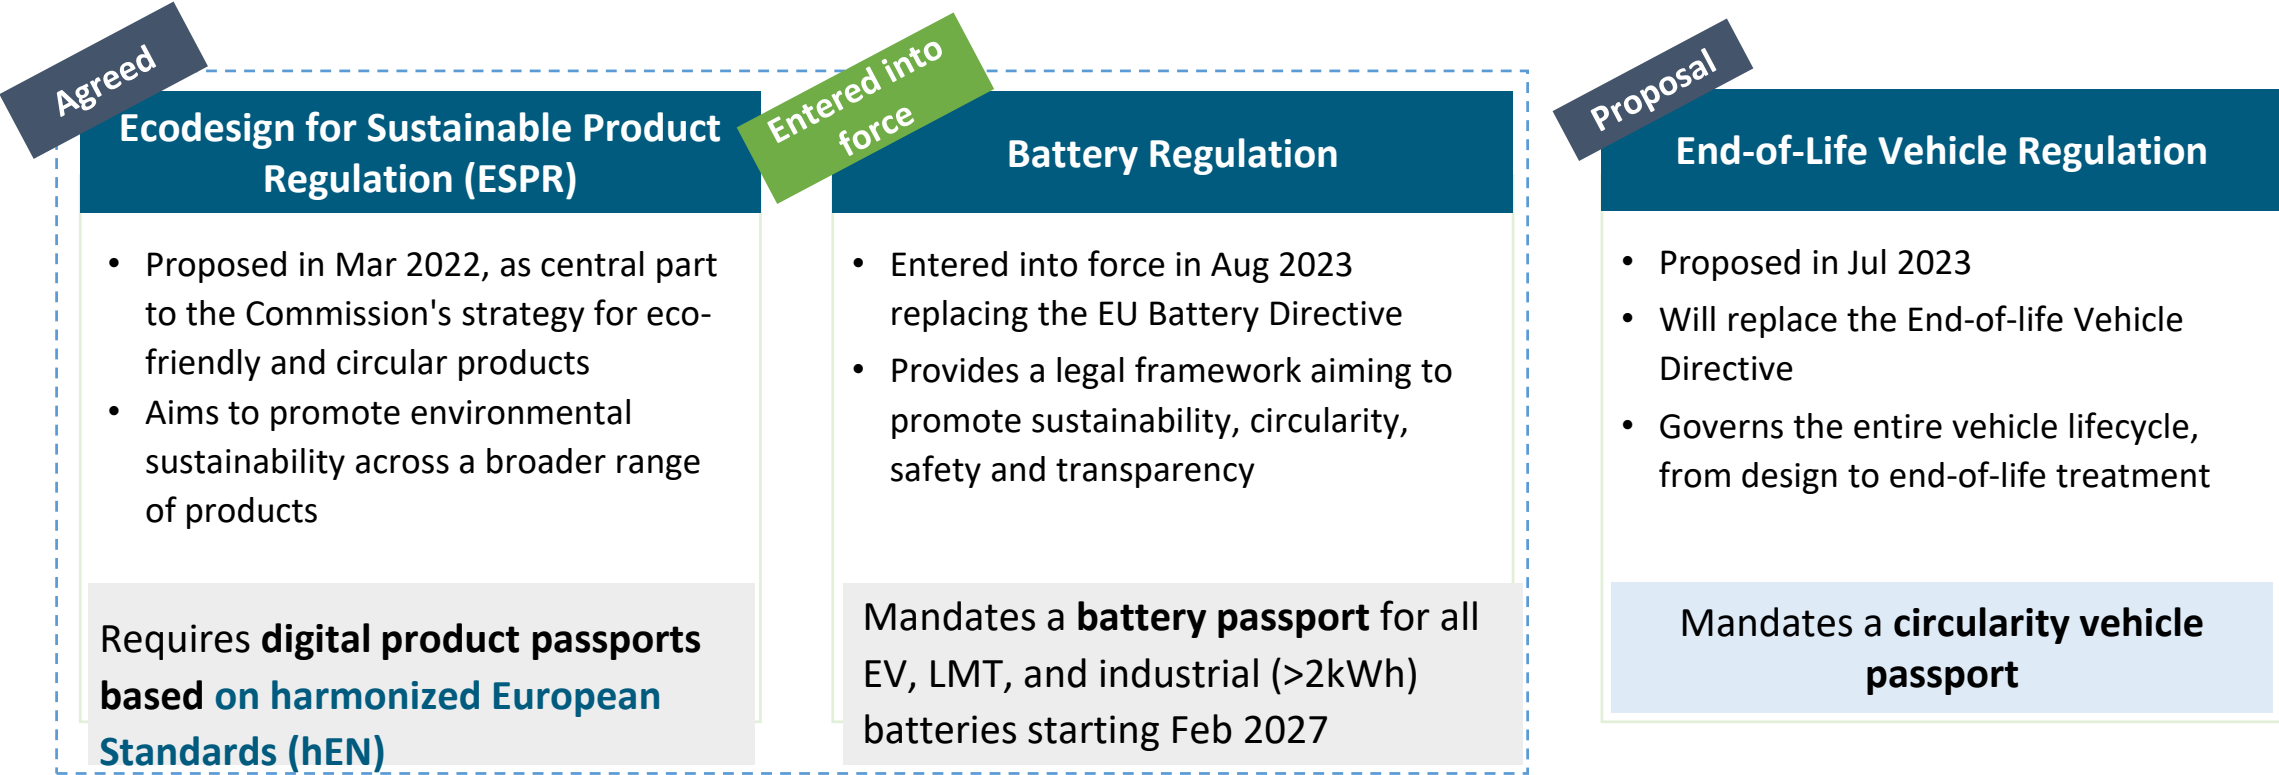 Agreed
Ecodesign for Sustainable Product
Regulation (ESPR)
• Proposed in Mar 2022, as central part
to the Commission's strategy for eco-
friendly and circular products
• Aims to promote environmental
sustainability across a broader range
of products
Requires digital product passports
based on harmonized European
Standards (hEN)
Entered into
force
Battery Regulation
• Entered into force in Aug 2023
replacing the EU Battery Directive
• Provides a legal framework aiming to
promote sustainability, circularity,
safety and transparency
Mandates a battery passport for all
EV, LMT, and industrial (>2kWh)
batteries starting Feb 2027
Proposal
End-of-Life Vehicle Regulation
• Proposed in Jul 2023
• Will replace the End-of-life Vehicle
Directive
• Governs the entire vehicle lifecycle,
from design to end-of-life treatment
Mandates a circularity vehicle
passport